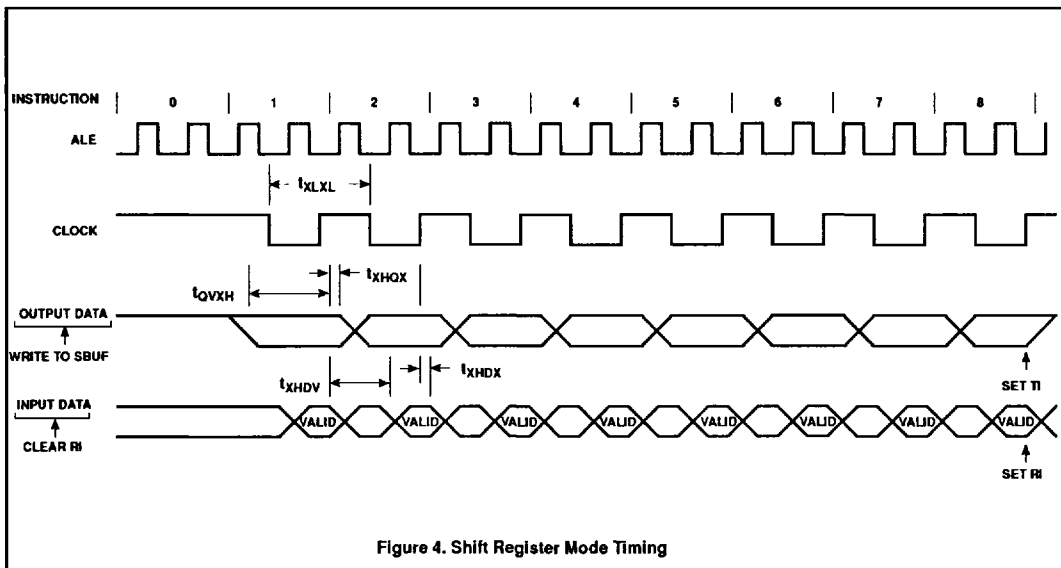 INSTRUCTION 0 1 2 3 4 5 6 7 8
ALE
tXLXL
CLOCK
tXHQX
tQVXH
OUTPUT DATA
WRITE TO SBUF
SET TI
tXHDX
tXHDV
INPUT DATA
VALID VALID VALID VALID VALID VALID VALID VALID
CLEAR RI
SET RI
Figure 4. Shift Register Mode Timing